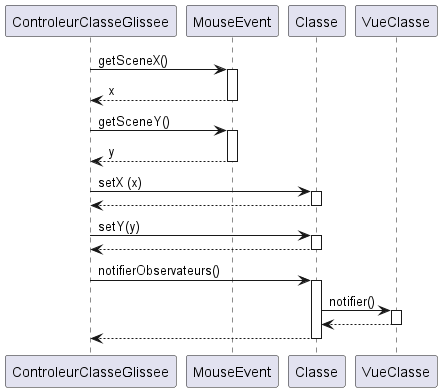 ControleurClasseGlissee MouseEvent Classe VueClasse
getSceneX()
x
getSceneY()
y
setX (x)
setY(y)
notifierObservateurs()
notifier()
ControleurClasseGlissee MouseEvent Classe VueClasse